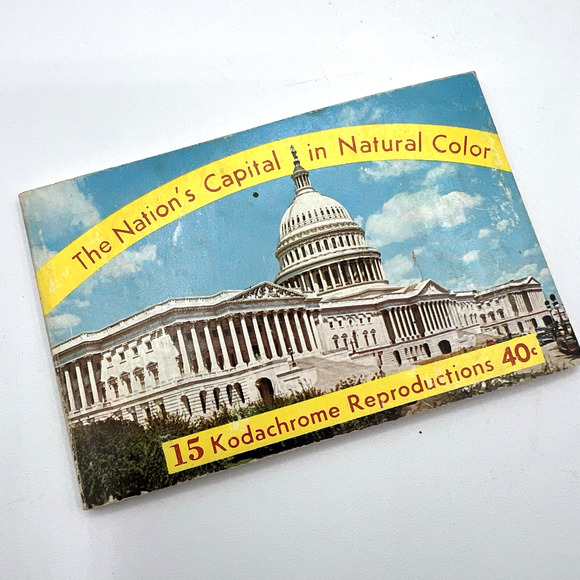 The Nation's Capital in Natural Color
15 Kodachrome Reproductions 40c